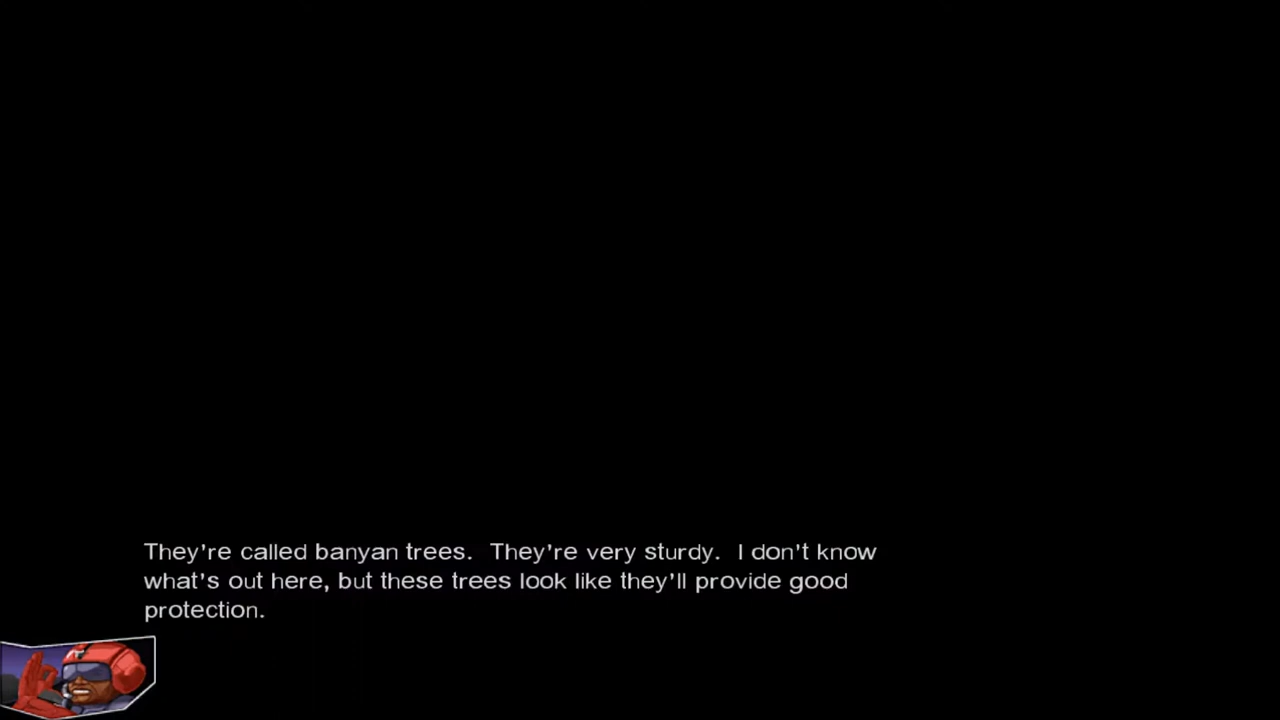 They're called banyan trees.  They're very sturdy.  I don't know
what's out here, but these trees look like they'll provide good
protection.